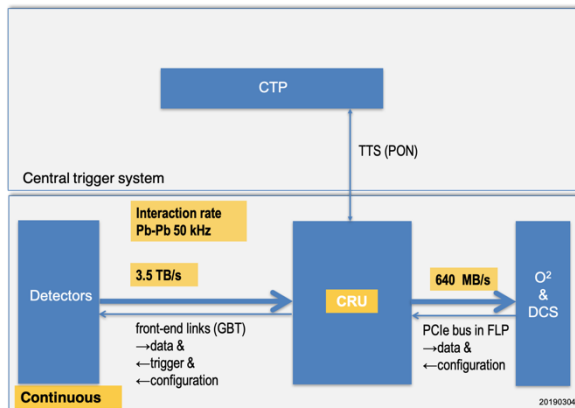 CTP
TTS (PON)
Central trigger system
Interaction rate
Pb-Pb 50 kHz
3.5 TB/s
640 MB/s
Detectors
CRU
O²
&
DCS
front-end links (GBT)
→data &
←trigger &
←configuration
PCIe bus in FLP
→data &
←configuration
Continuous
20190304